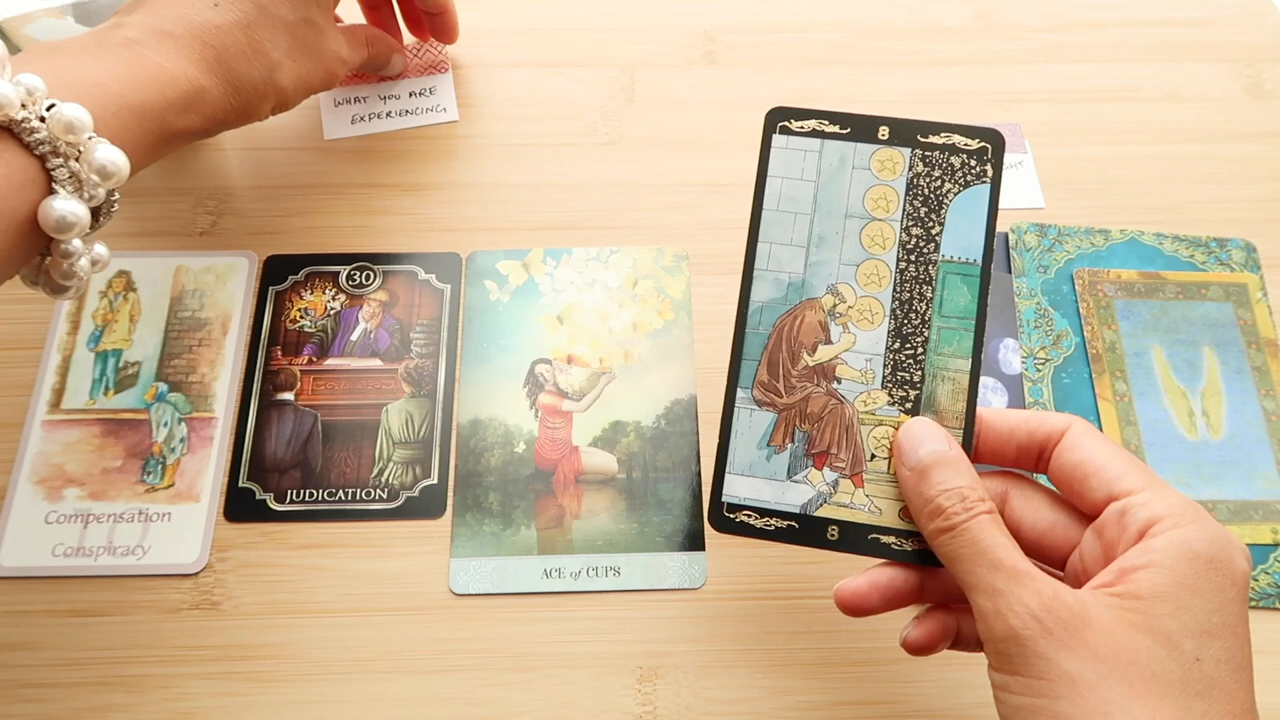 WHAT YOU ARE
EXPERIENCING
8
30
JUDICATION
Compensation
Conspiracy
ACE of CUPS
8